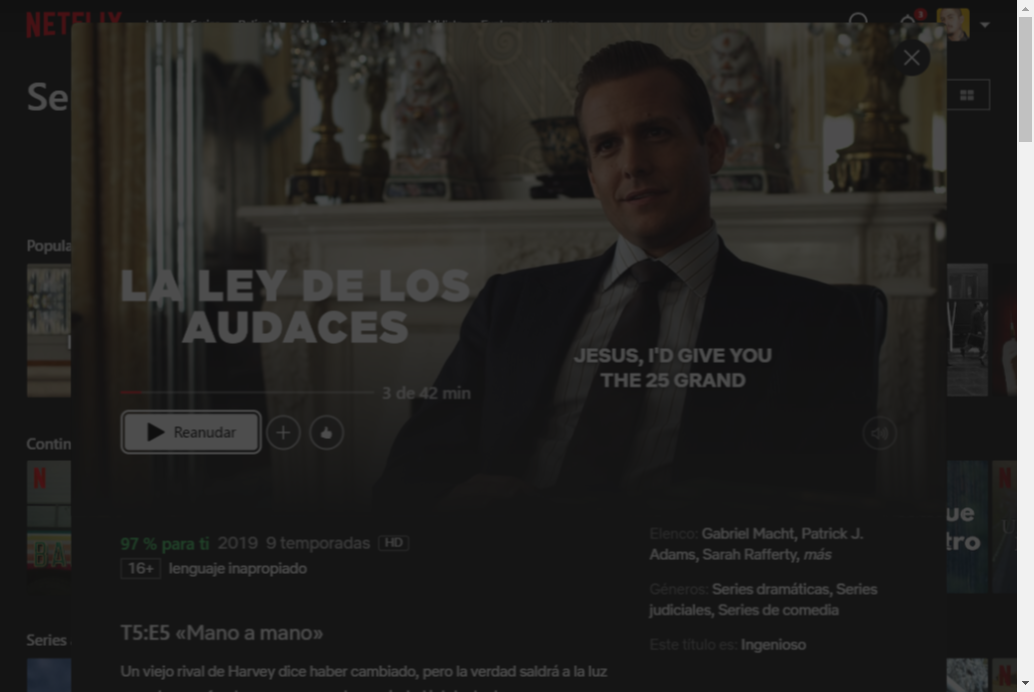 NETFLIX
Se
Popula
LA LEY DE LOS
AUDACES
JESUS, I'D GIVE YOU
THE 25 GRAND
3 de 42 min
Reanudar
Contin
N
N
ue
tro
97 % para ti 2019 9 temporadas HD
16+ lenguaje inapropiado
Elenco: Gabriel Macht, Patrick J.
Adams, Sarah Rafferty, más
Géneros: Series dramáticas, Series
judiciales, Series de comedia
Este título es: Ingenioso
T5:E5 «Mano a mano»
Series
Un viejo rival de Harvey dice haber cambiado, pero la verdad saldrá a la luz
N